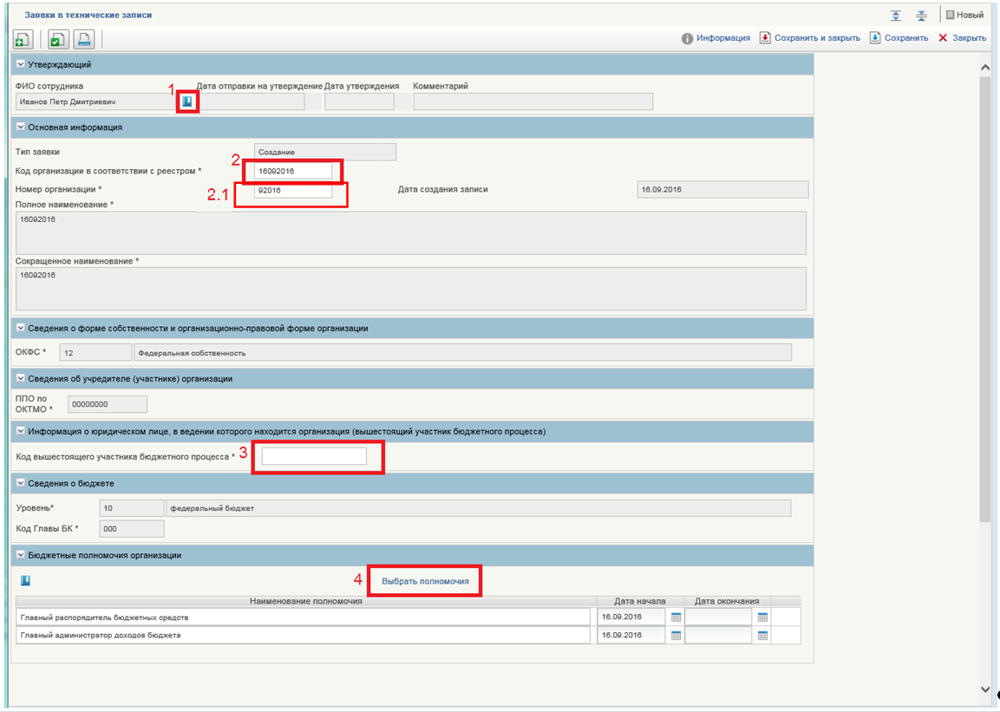 Заявки в технические записи
Новый
Информация Сохранить и закрыть Сохранить Закрыть
Утверждающий
ФИО сотрудника 1 Дата отправки на утверждение Дата утверждения Комментарий
Иванов Петр Дмитриевич
Основная информация
Тип заявки Создание
Код организации в соответствии с реестром * 2 16092016
Номер организации * 2.1 92016 Дата создания записи 16.09.2016
Полное наименование *
16092016
Сокращенное наименование *
16092016
Сведения о форме собственности и организационно-правовой форме организации
ОКФС * 12 Федеральная собственность
Сведения об учредителе (участнике) организации
ППО по
ОКТМО * 00000000
Информация о юридическом лице, в ведении которого находится организация (вышестоящий участник бюджетного процесса)
Код вышестоящего участника бюджетного процесса * 3
Сведения о бюджете
Уровень* 10 федеральный бюджет
Код Главы БК * 000
Бюджетные полномочия организации
4 Выбрать полномочия
Наименование полномочия Дата начала Дата окончания
Главный распорядитель бюджетных средств 16.09.2016
Главный администратор доходов бюджета 16.09.2016